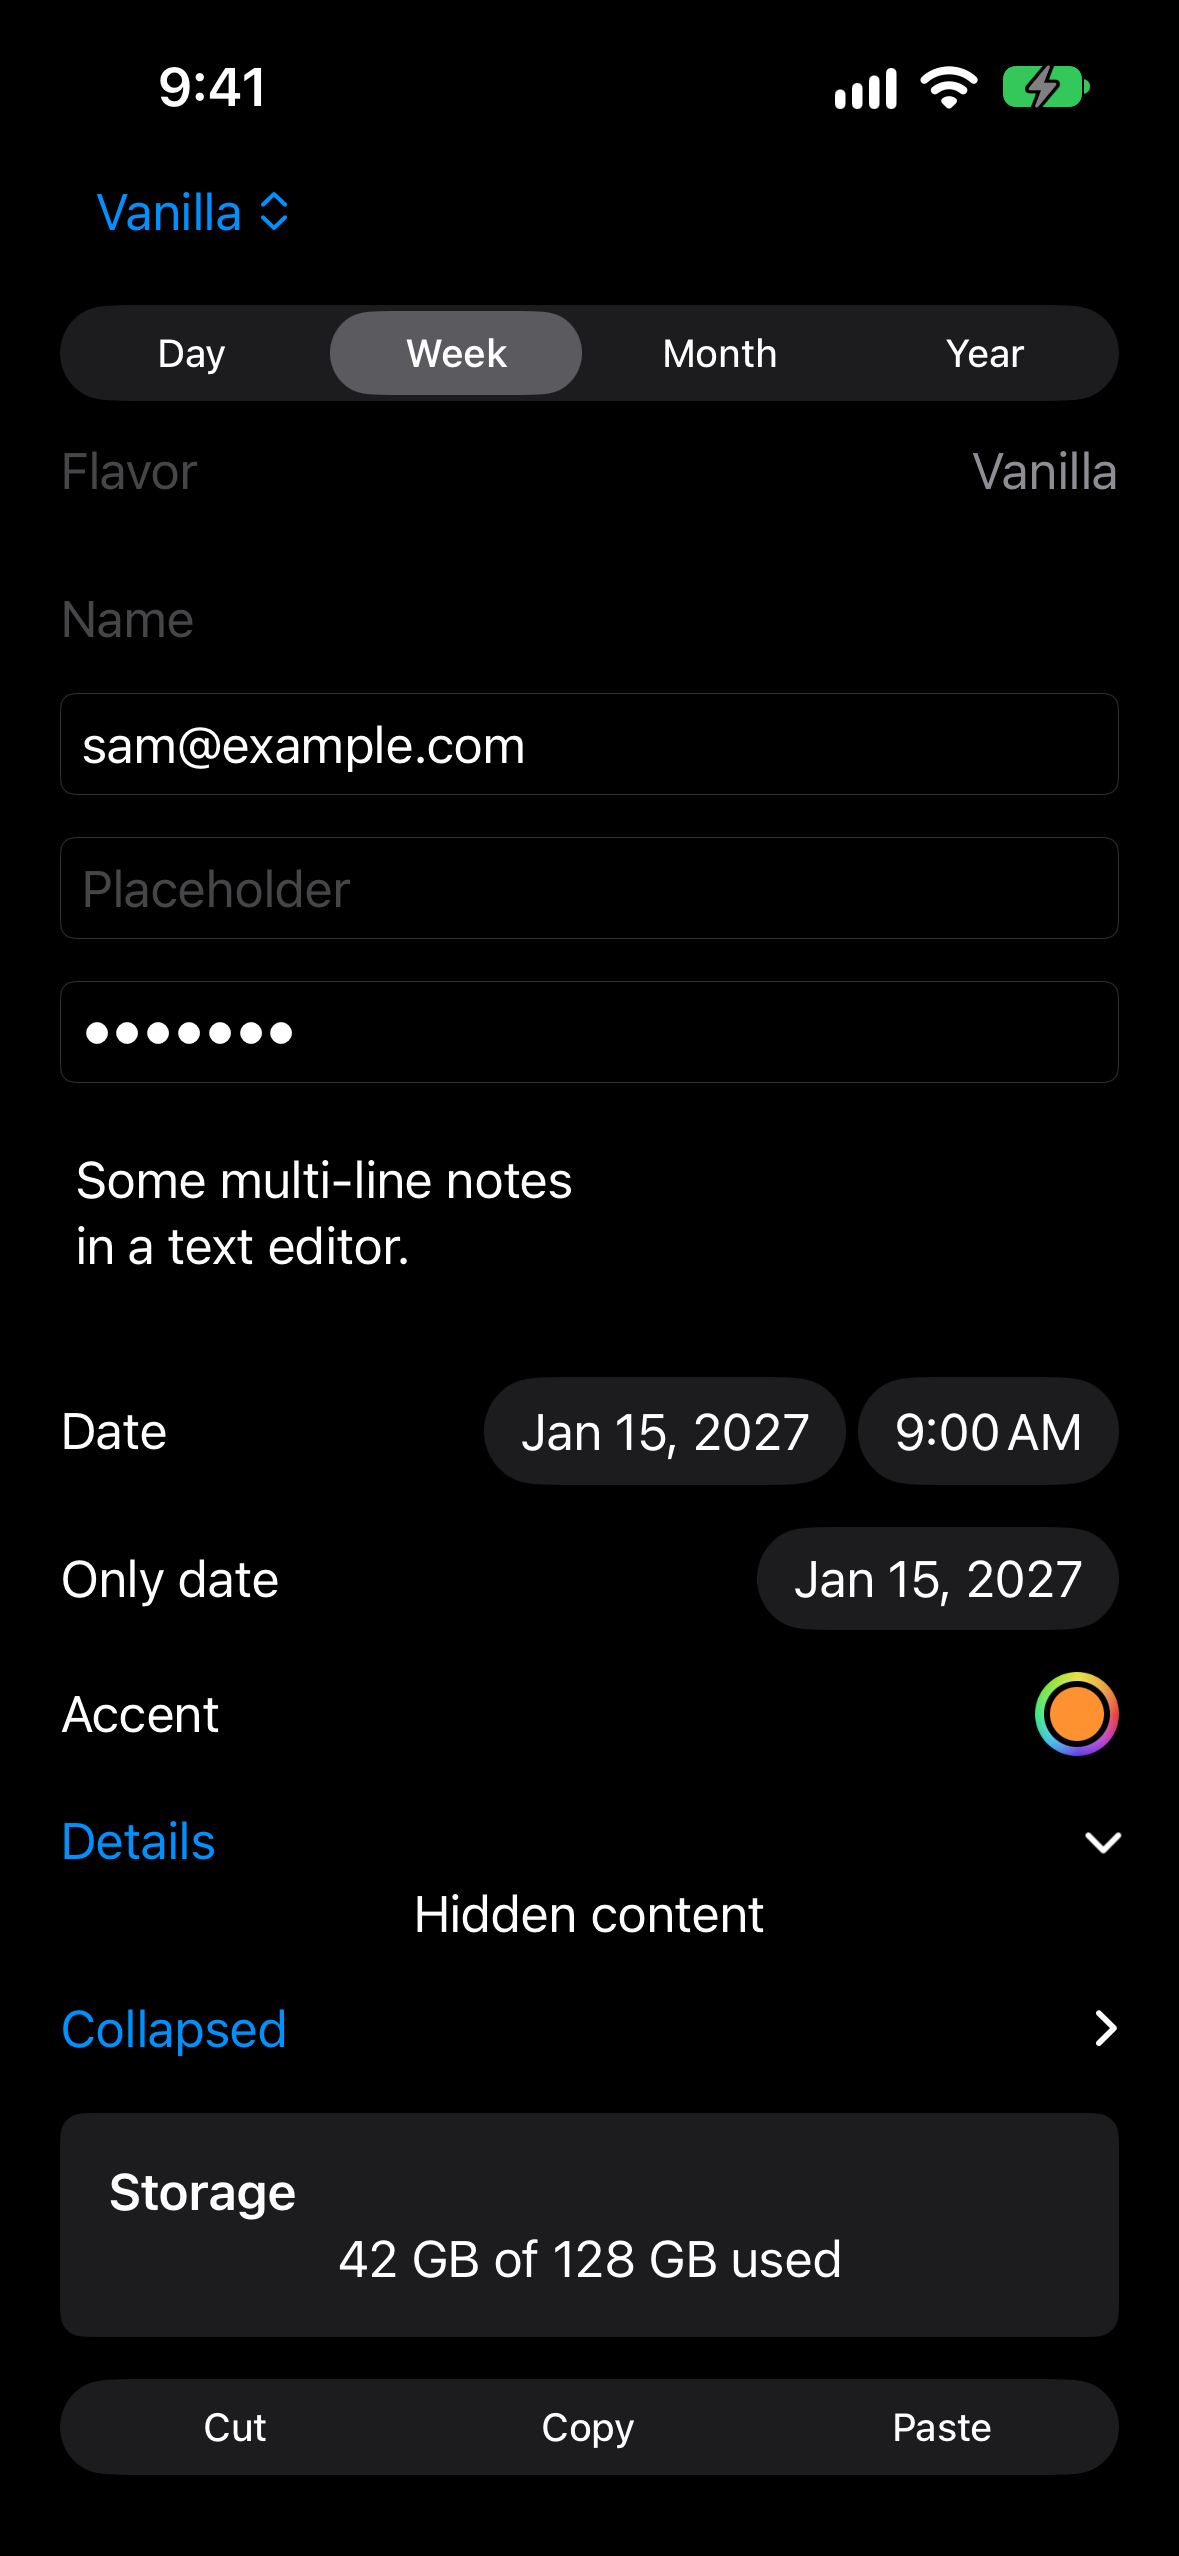 9:41
Vanilla
Day Week Month Year
Flavor Vanilla
Name
sam@example.com
Placeholder
•••••••
Some multi-line notes
in a text editor.
Date Jan 15, 2027 9:00 AM
Only date Jan 15, 2027
Accent
Details
Hidden content
Collapsed
Storage
42 GB of 128 GB used
Cut Copy Paste